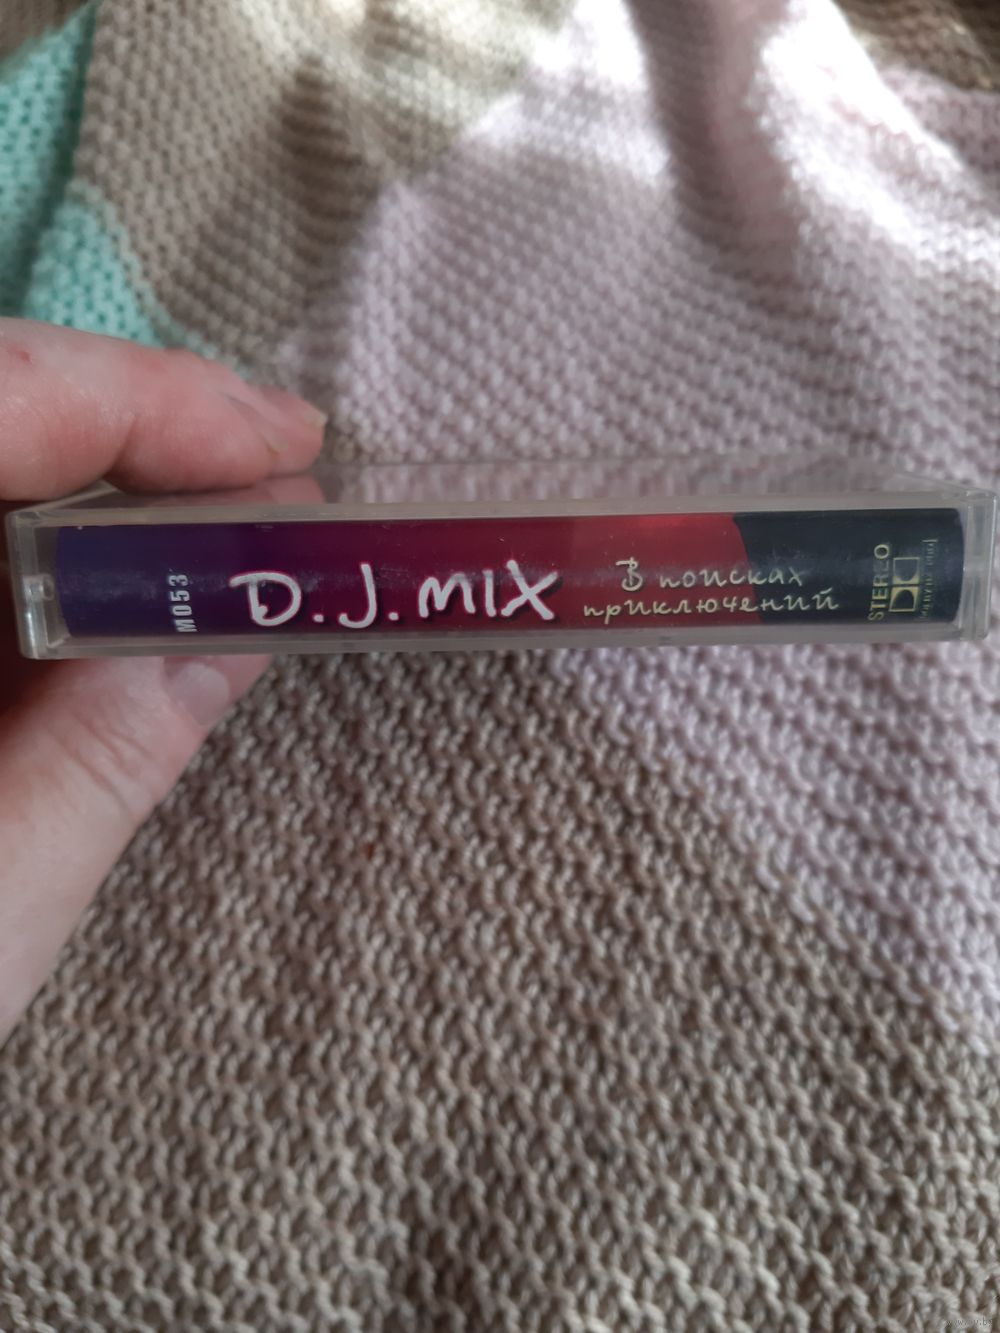 M053
D.J. MIX
В поисках
приключений
STEREO